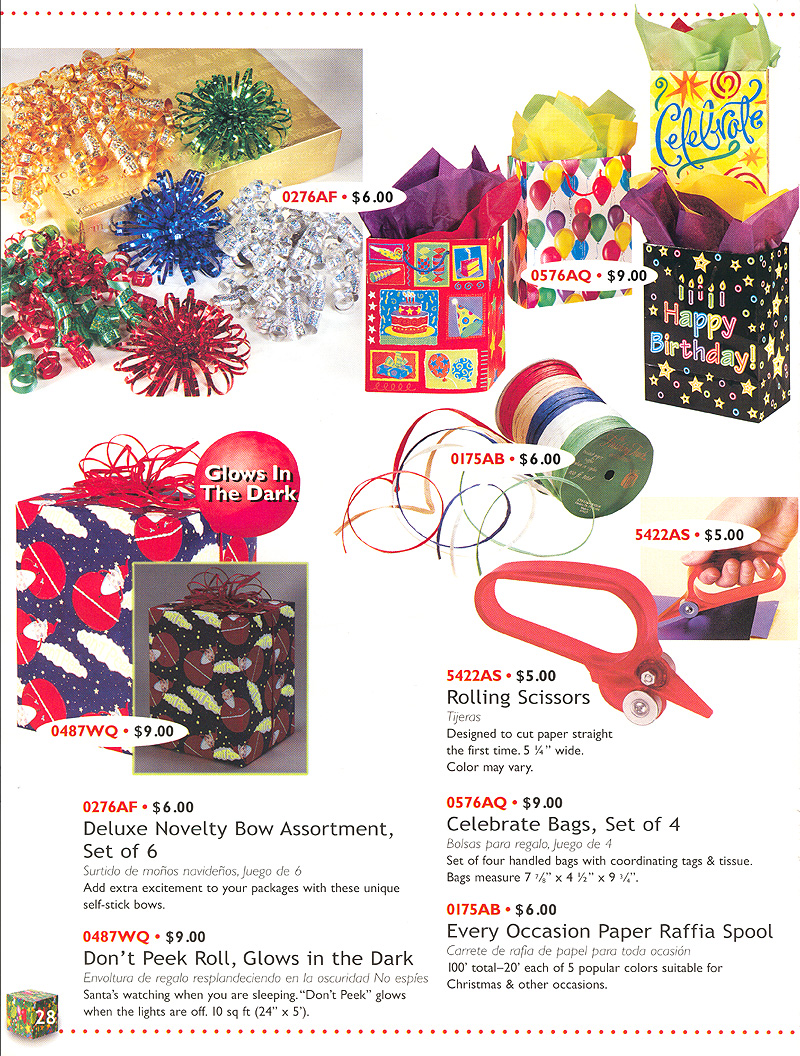 Celebrate
0276AF • $6.00
0576AQ • $9.00
Happy
Birthday!
0175AB • $6.00
Glows In
The Dark
5422AS • $5.00
0487WQ • $9.00
5422AS • $5.00
Rolling Scissors
Tijeras
Designed to cut paper straight
the first time. 5 ¼” wide.
Color may vary.
0276AF • $6.00
Deluxe Novelty Bow Assortment,
Set of 6
Surtido de moños navideños, Juego de 6
Add extra excitement to your packages with these unique
self-stick bows.
0487WQ • $9.00
Don’t Peek Roll, Glows in the Dark
Envoltura de regalo resplandeciendo en la oscuridad No espíes
Santa’s watching when you are sleeping. “Don’t Peek” glows
when the lights are off. 10 sq ft (24” x 5’).
0576AQ • $9.00
Celebrate Bags, Set of 4
Bolsas para regalo, Juego de 4
Set of four handled bags with coordinating tags & tissue.
Bags measure 7 ⅞” x 4 ½” x 9 ¾”.
0175AB • $6.00
Every Occasion Paper Raffia Spool
Carrete de rafia de papel para toda ocasión
100’ total–20’ each of 5 popular colors suitable for
Christmas & other occasions.
28